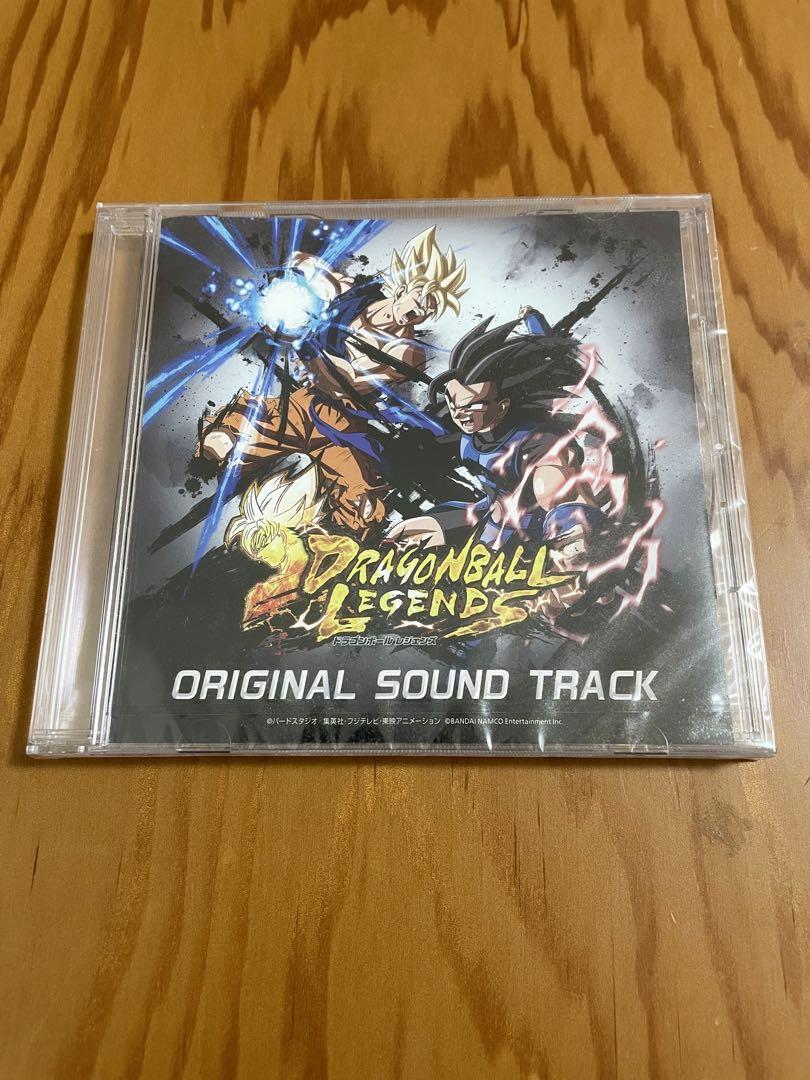 DRAGONBALL
LEGENDS
ドラゴンボール レジェンズ
ORIGINAL SOUND TRACK
©バードスタジオ/集英社・フジテレビ・東映アニメーション ©BANDAI NAMCO Entertainment Inc.